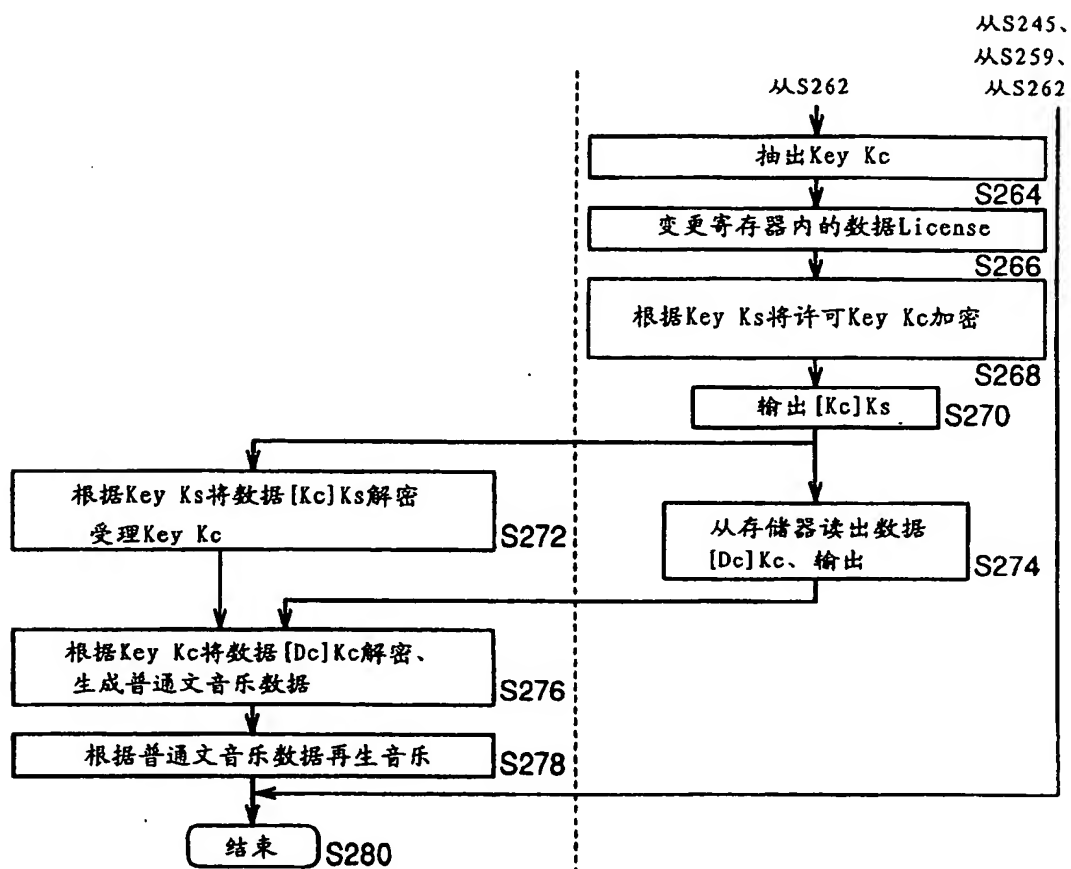 从S245、
从S259、
从S262
从S262
抽出Key Kc
S264
变更寄存器内的数据License
S266
根据Key Ks将许可Key Kc加密
S268
输出[Kc]Ks
S270
根据Key Ks将数据[Kc]Ks解密
受理Key Kc
S272
从存储器读出数据
[Dc]Kc、输出
S274
根据Key Kc将数据[Dc]Kc解密、
生成普通文音乐数据
S276
根据普通文音乐数据再生音乐
S278
结束
S280